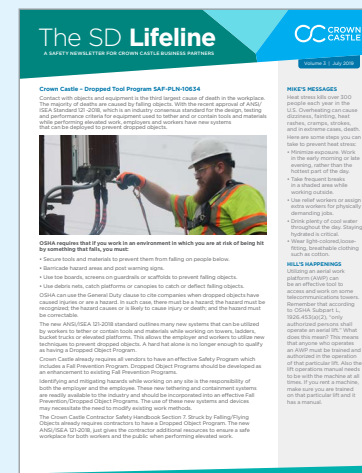 The SD Lifeline
A SAFETY NEWSLETTER FOR CROWN CASTLE BUSINESS PARTNERS
CROWN
CASTLE
Volume 3 | July 2019
Crown Castle – Dropped Tool Program SAF-PLN-10634
Contact with objects and equipment is the third largest cause of death in the workplace.
The majority of deaths are caused by falling objects. With the recent approval of ANSI/
ISEA Standard 121-2018, which is an industry consensus standard for the design, testing
and performance criteria for equipment used to tether and/or contain tools and materials
while performing elevated work, employers and workers have new systems
that can be deployed to prevent dropped objects.
OSHA requires that if you work in an environment in which you are at risk of being hit
by something that falls, you must:
• Secure tools and materials to prevent them from falling on people below.
• Barricade hazard areas and post warning signs.
• Use toe boards, screens on guardrails or scaffolds to prevent falling objects.
• Use debris nets, catch platforms or canopies to catch or deflect falling objects.
OSHA can use the General Duty clause to cite companies when dropped objects have
caused injuries or are a hazard. In such case, there must be a hazard; the hazard must be
recognized; the hazard causes or is likely to cause injury or death; and the hazard must
be correctable.
The new ANSI/ISEA 121-2018 standard outlines many new systems that can be utilized
by workers to tether or contain tools and materials while working on towers, ladders,
bucket trucks or elevated platforms. This allows the employer and workers to utilize new
techniques to prevent dropped objects. A hard hat alone is no longer enough to qualify
as having a Dropped Object Program.
Crown Castle already requires all vendors to have an effective Safety Program which
includes a Fall Prevention Program. Dropped Object Programs should be developed as
an enhancement to existing Fall Prevention Programs.
Identifying and mitigating hazards while working on any site is the responsibility of
both the employer and the employee. These new tethering and containment systems
are readily available to the industry and should be incorporated into an effective Fall
Prevention/Dropped Object Programs. The use of these new systems and devices
may necessitate the need to modify existing work methods.
The Crown Castle Contractor Safety Handbook Section 7, Struck by Falling/Flying
Objects already requires contractors to have a Dropped Object Program. The new
ANSI/ISEA 121-2018, just gives the contractor additional resources to ensure a safe
workplace for both workers and the public when performing elevated work.
MIKE'S MESSAGES
Heat stress kills over 300
people each year in the
U.S. Overheating can cause
dizziness, fainting, heat
rashes, cramps, strokes,
and in extreme cases, death.
Here are some steps you can
take to prevent heat stress:
• Minimize exposure. Work
in the early morning or late
evening, rather than the
hottest part of the day.
• Take frequent breaks
in a shaded area while
working outside.
• Use relief workers or assign
extra workers for physically
demanding jobs.
• Drink plenty of cool water
throughout the day. Staying
hydrated is critical.
• Wear light-colored,loose-
fitting, breathable clothing
such as cotton.
HILL'S HAPPENINGS
Utilizing an aerial work
platform (AWP) can
be an effective tool to
access and work on some
telecommunications towers.
Remember that according
to OSHA Subpart L,
1926.453(a)(2), "only
authorized persons shall
operate an aerial lift." What
does this mean? This means
that anyone who operates
an AWP must be trained and
authorized in the operation
of that particular lift. Also the
lift operations manual needs
to be with the machine at all
times. If you rent a machine,
make sure you are trained
on that particular lift and it
has a manual.